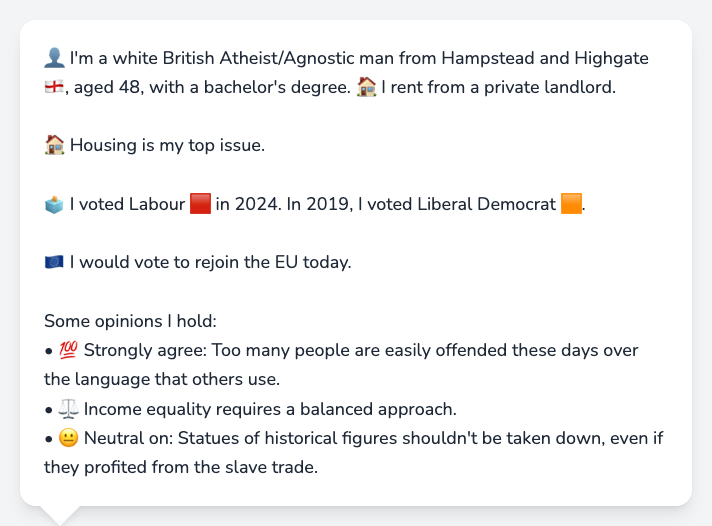 👤 I'm a white British Atheist/Agnostic man from Hampstead and Highgate
🏴󠁧󠁢󠁥󠁮󠁧󠁿, aged 48, with a bachelor's degree. 🏠 I rent from a private landlord.
🏠 Housing is my top issue.
🗳️ I voted Labour 🟥 in 2024. In 2019, I voted Liberal Democrat 🟧.
🇪🇺 I would vote to rejoin the EU today.
Some opinions I hold:
• 💯 Strongly agree: Too many people are easily offended these days over
the language that others use.
• ⚖️ Income equality requires a balanced approach.
• 😐 Neutral on: Statues of historical figures shouldn't be taken down, even if
they profited from the slave trade.